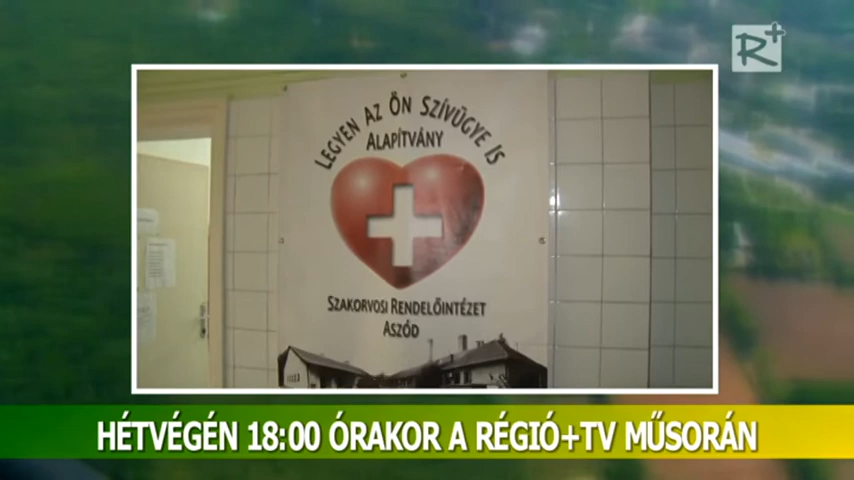 R+
LEGYEN AZ ÖN SZÍVÜGYE IS
ALAPÍTVÁNY
SZAKORVOSI RENDELŐINTÉZET
ASZÓD
HÉTVÉGÉN 18:00 ÓRAKOR A RÉGIÓ+TV MŰSORÁN